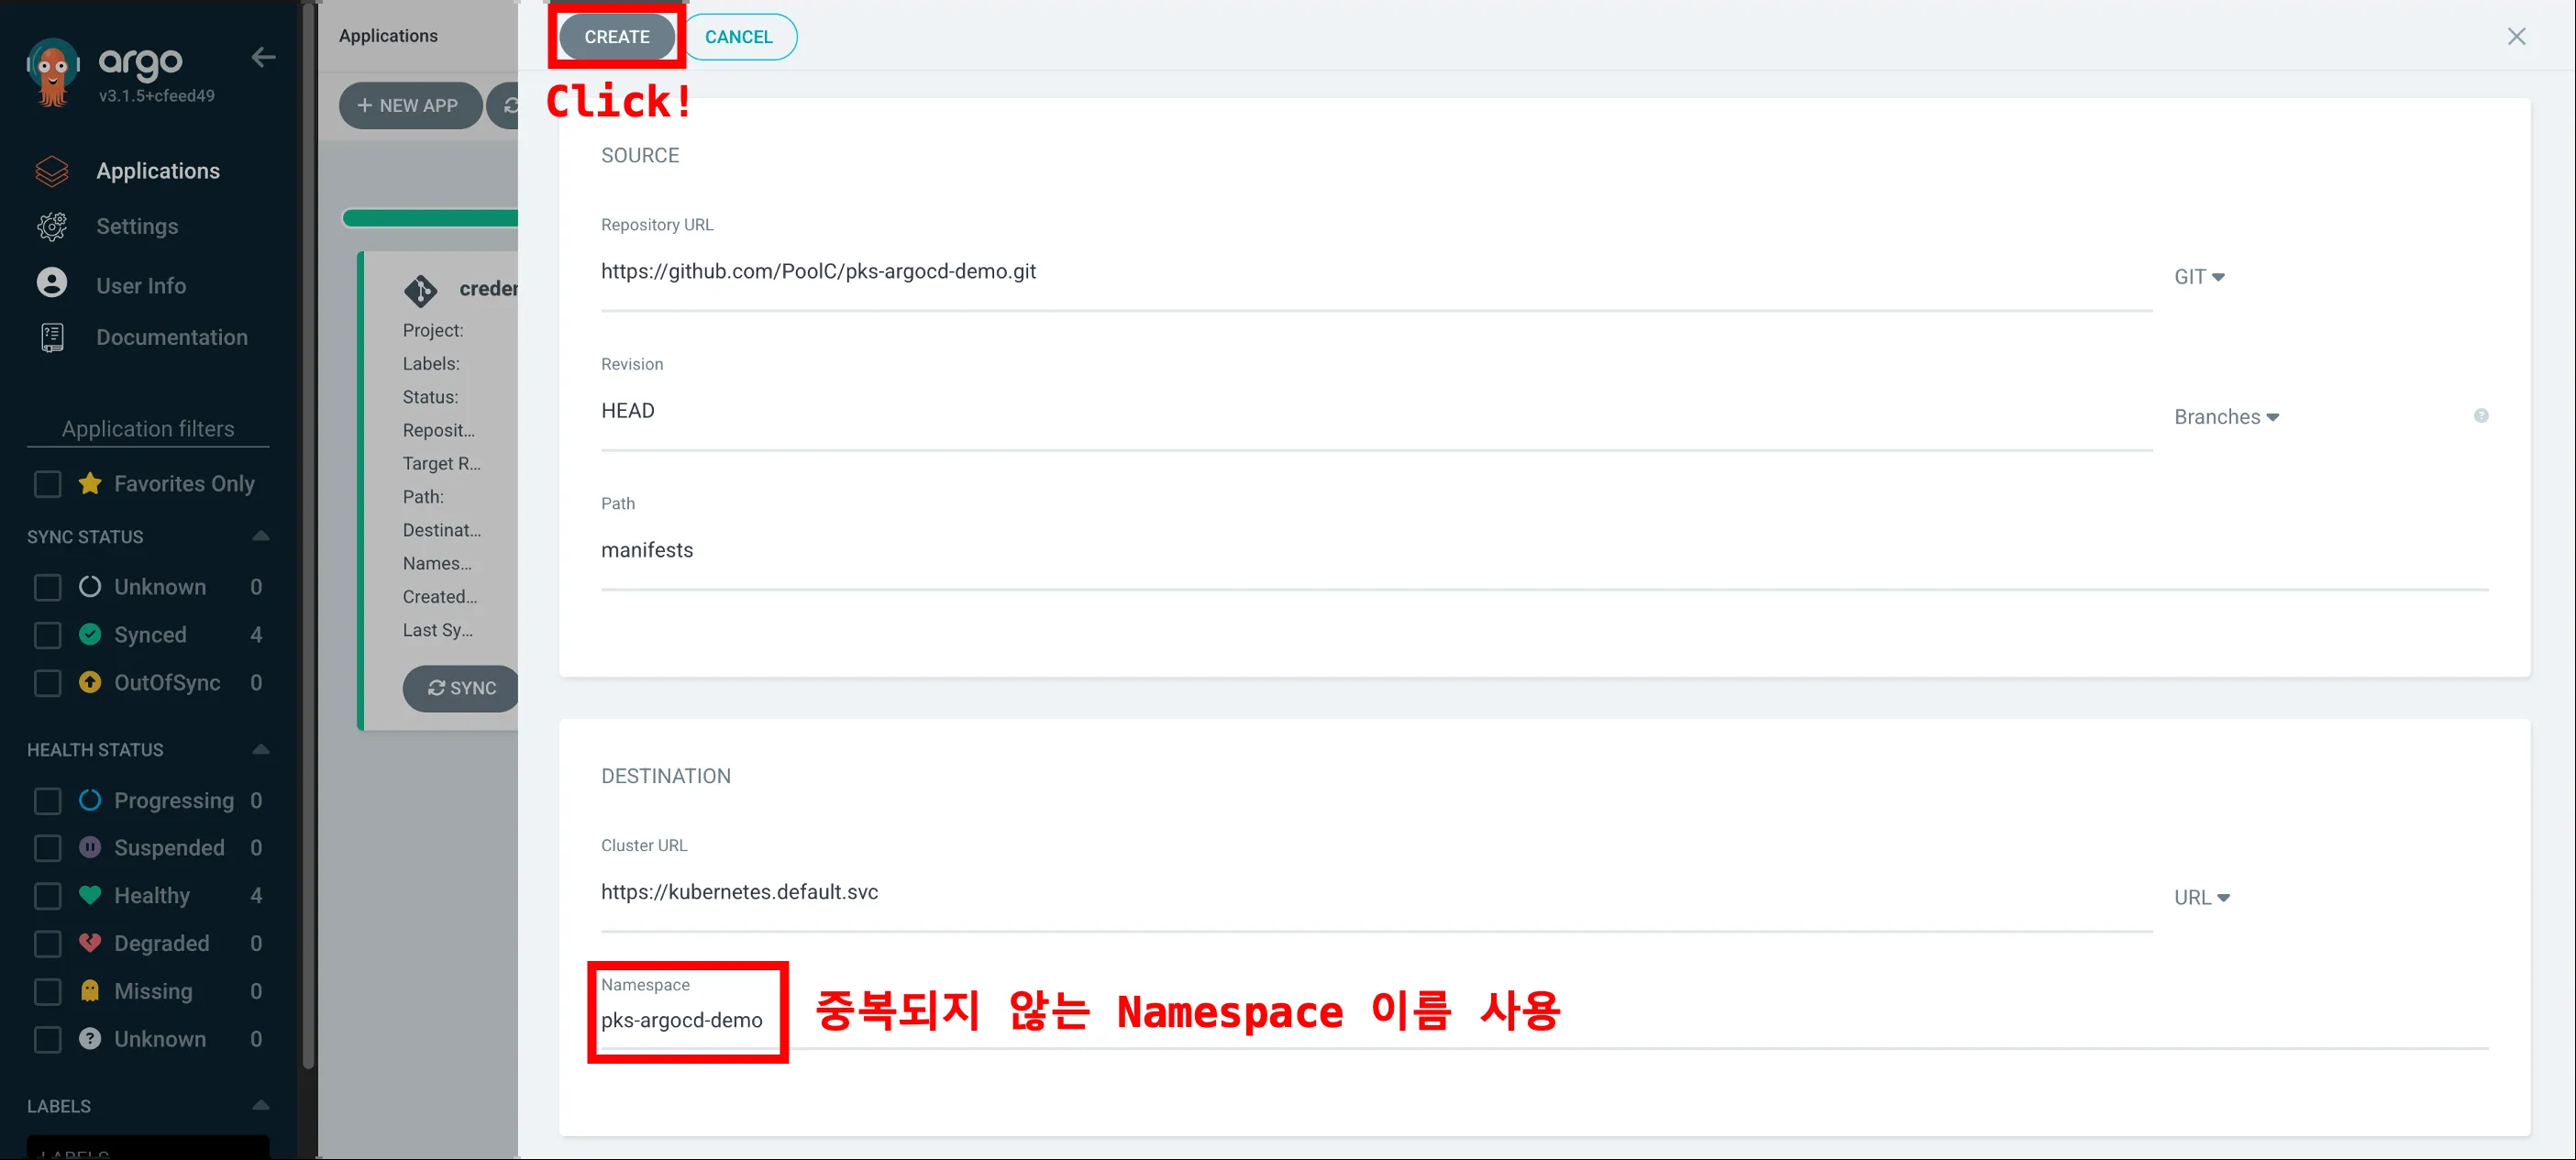 argo
v3.1.5+cfeed49
Applications
Settings
User Info
Documentation
Application filters
Favorites Only
SYNC STATUS
Unknown 0
Synced 4
OutOfSync 0
HEALTH STATUS
Progressing 0
Suspended 0
Healthy 4
Degraded 0
Missing 0
Unknown 0
LABELS
LABELS
Applications
+ NEW APP
Project:
Labels:
Status:
Reposit...
Target R...
Path:
Destinat...
Names...
Created...
Last Sy...
SYNC
CREATE
CANCEL
Click!
SOURCE
Repository URL
https://github.com/PoolC/pks-argocd-demo.git
GIT
Revision
HEAD
Branches
Path
manifests
DESTINATION
Cluster URL
https://kubernetes.default.svc
URL
Namespace
pks-argocd-demo
중복되지 않는 Namespace 이름 사용